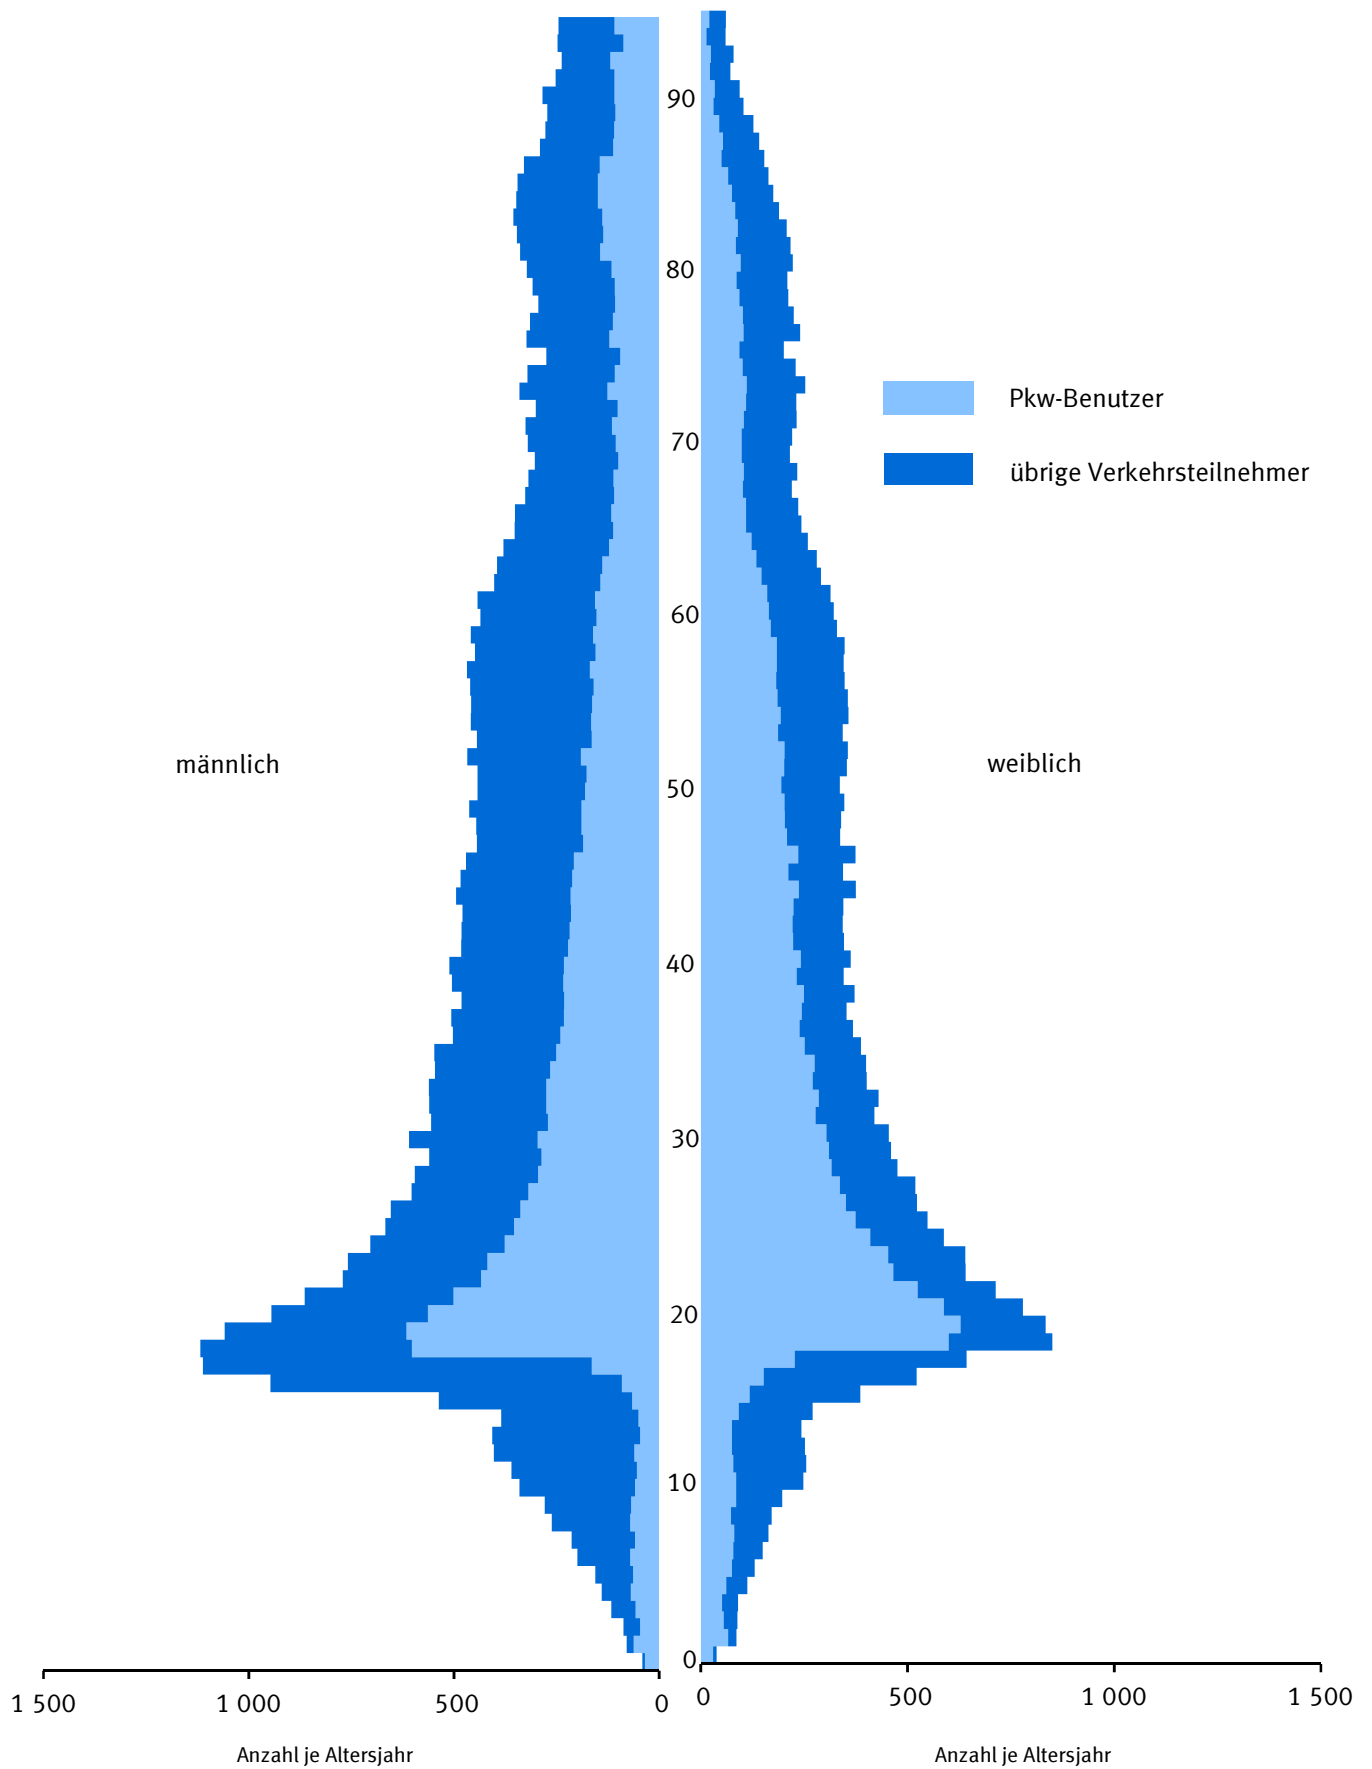 90
80
Pkw-Benutzer
70
übrige Verkehrsteilnehmer
60
männlich
weiblich
50
40
30
20
10
0
1 500 1 000 500 0
0 500 1 000 1 500
Anzahl je Altersjahr
Anzahl je Altersjahr